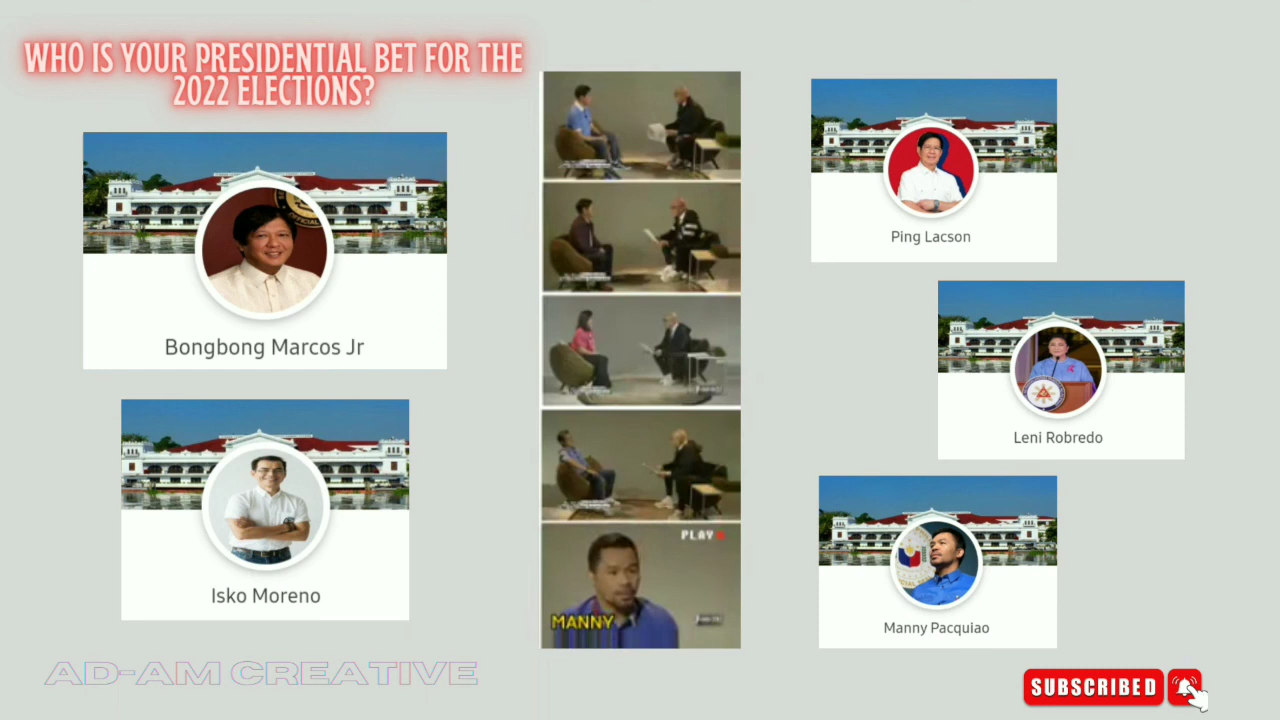 WHO IS YOUR PRESIDENTIAL BET FOR THE
2022 ELECTIONS?
Bongbong Marcos Jr
Isko Moreno
PLAY
MANNY
Ping Lacson
Leni Robredo
Manny Pacquiao
AD-AM CREATIVE
SUBSCRIBED